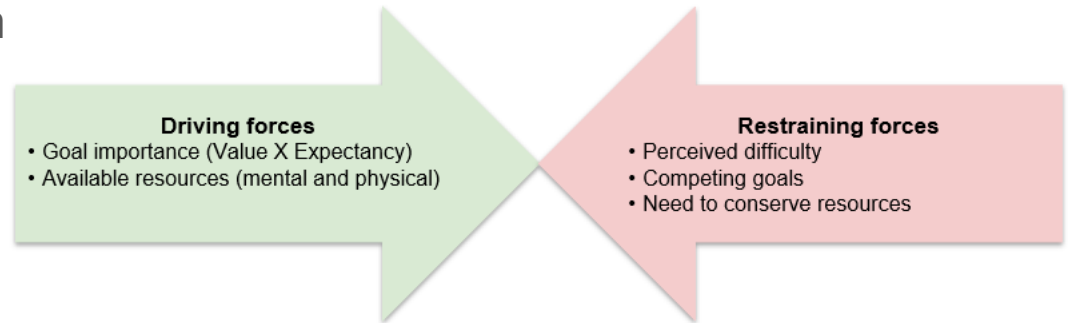 n
Driving forces
• Goal importance (Value X Expectancy)
• Available resources (mental and physical)
Restraining forces
• Perceived difficulty
• Competing goals
• Need to conserve resources